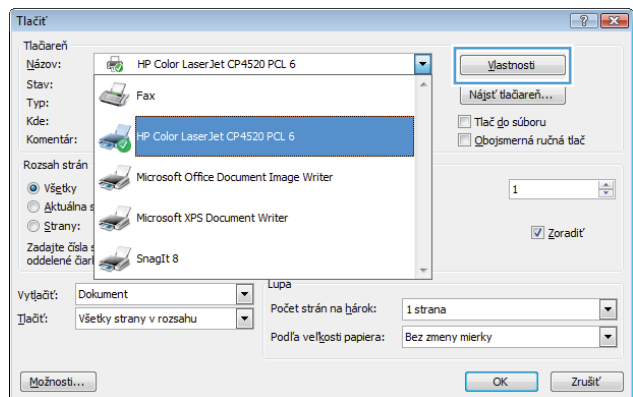 Tlačiť
Tlačiareň
Názov: HP Color LaserJet CP4520 PCL 6 Vlastnosti
Stav: Fax Nájsť tlačiareň...
Typ:
Kde: Tlač do súboru
Komentár: HP Color LaserJet CP4520 PCL 6 Obojsmerná ručná tlač
Rozsah strán
Microsoft Office Document Image Writer
Všetky 1
Aktuálna s
Strany: Microsoft XPS Document Writer Zoradiť
Zadajte čísla s
oddelené čiark SnagIt 8
Lupa
Vytlačiť: Dokument Počet strán na hárok: 1 strana
Tlačiť: Všetky strany v rozsahu Podľa veľkosti papiera: Bez zmeny mierky
Možnosti... OK Zrušiť